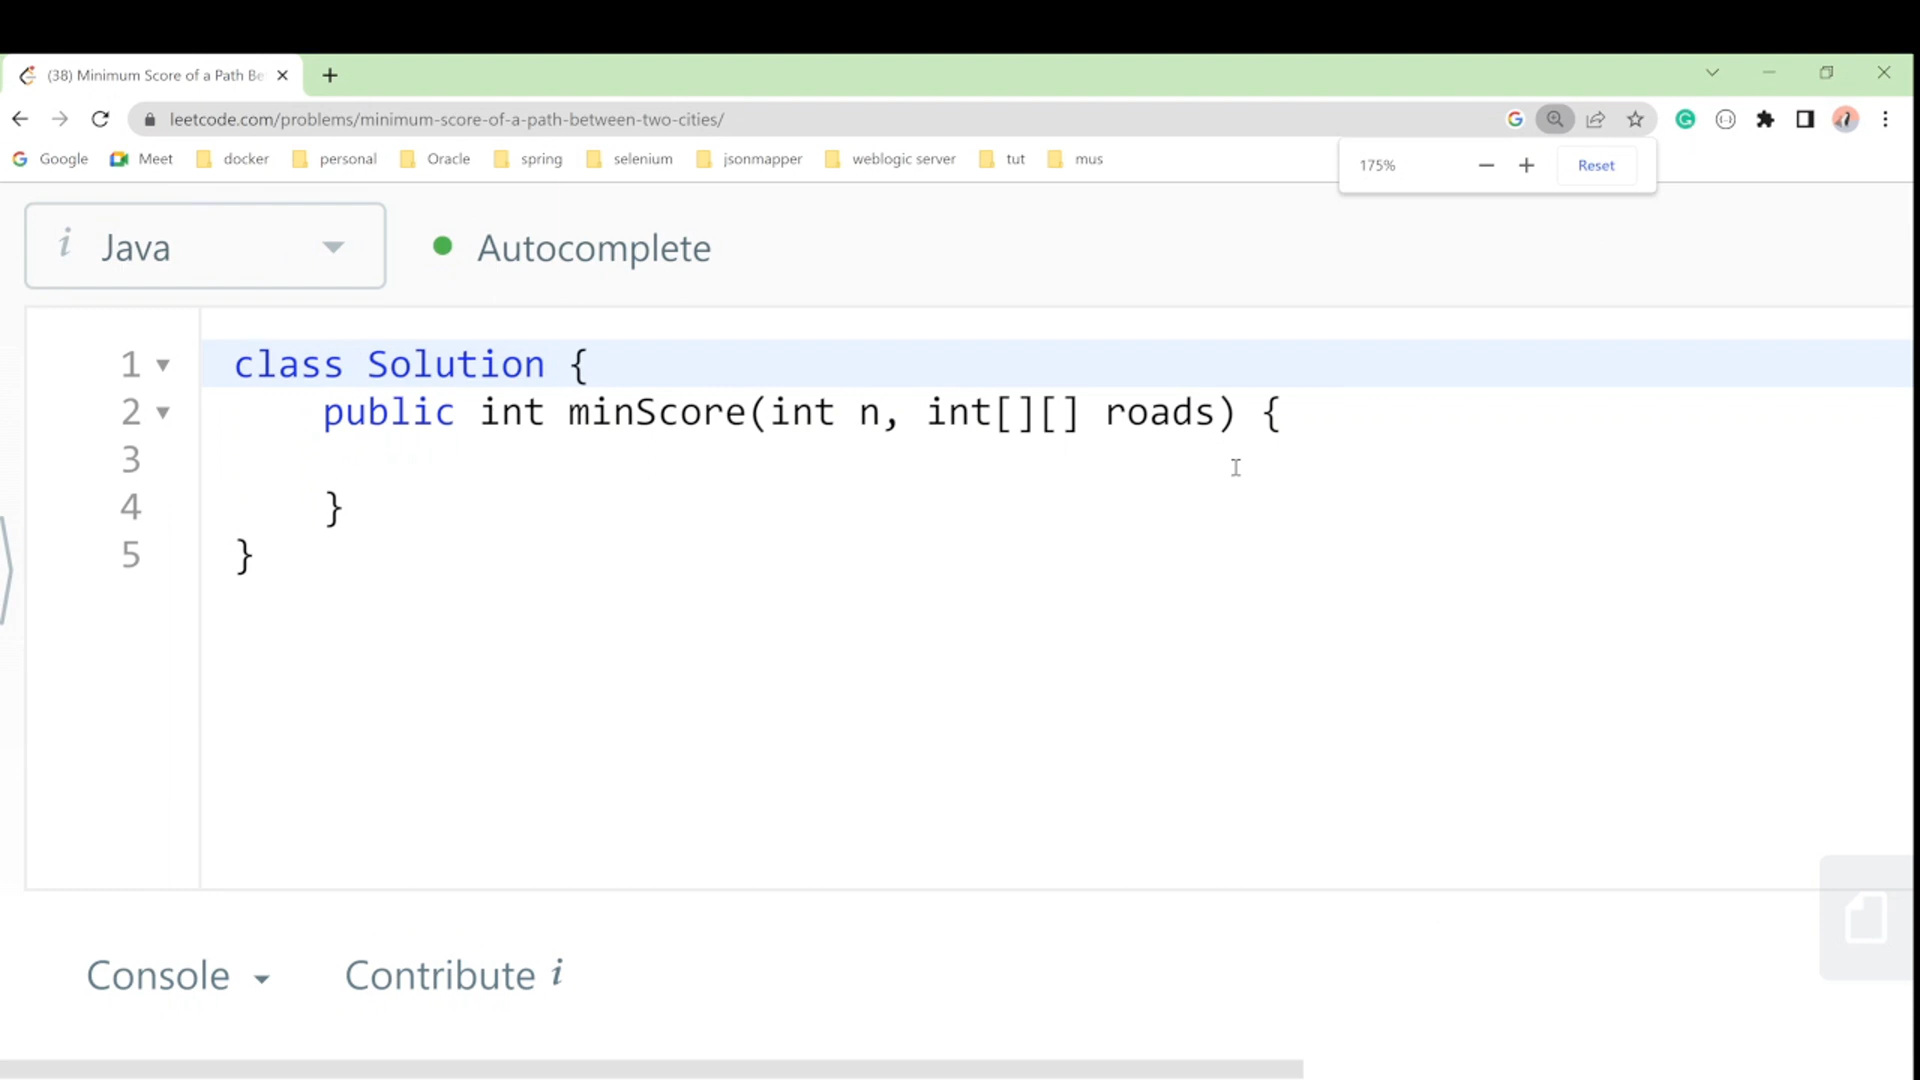 (38) Minimum Score of a Path Be
leetcode.com/problems/minimum-score-of-a-path-between-two-cities/
Google Meet docker personal Oracle spring selenium jsonmapper weblogic server tut mus
175% Reset
i Java Autocomplete
1 class Solution {
2 public int minScore(int n, int[][] roads) {
3
4 }
5 }
Console Contribute i